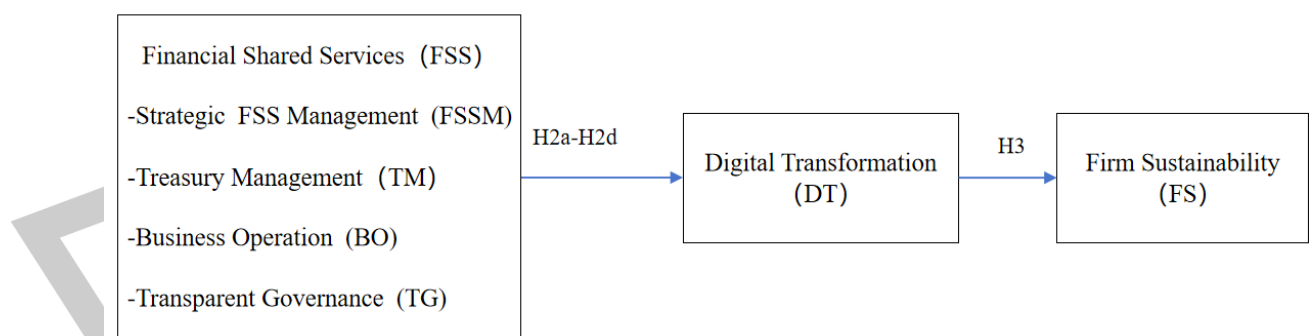 Financial Shared Services (FSS)
-Strategic FSS Management (FSSM)
-Treasury Management (TM)
-Business Operation (BO)
-Transparent Governance (TG)
H2a-H2d
Digital Transformation
(DT)
H3
Firm Sustainability
(FS)